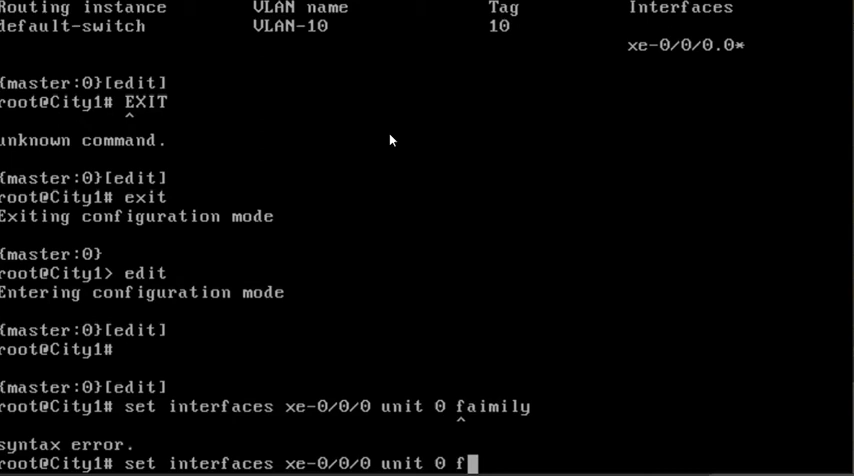 Routing instance VLAN name Tag Interfaces
default-switch VLAN-10 10
xe-0/0/0.0*
{master:0}[edit]
root@City1# EXIT
^
unknown command.
{master:0}[edit]
root@City1# exit
Exiting configuration mode
{master:0}
root@City1> edit
Entering configuration mode
{master:0}[edit]
root@City1#
{master:0}[edit]
root@City1# set interfaces xe-0/0/0 unit 0 faimily
^
syntax error.
root@City1# set interfaces xe-0/0/0 unit 0 f